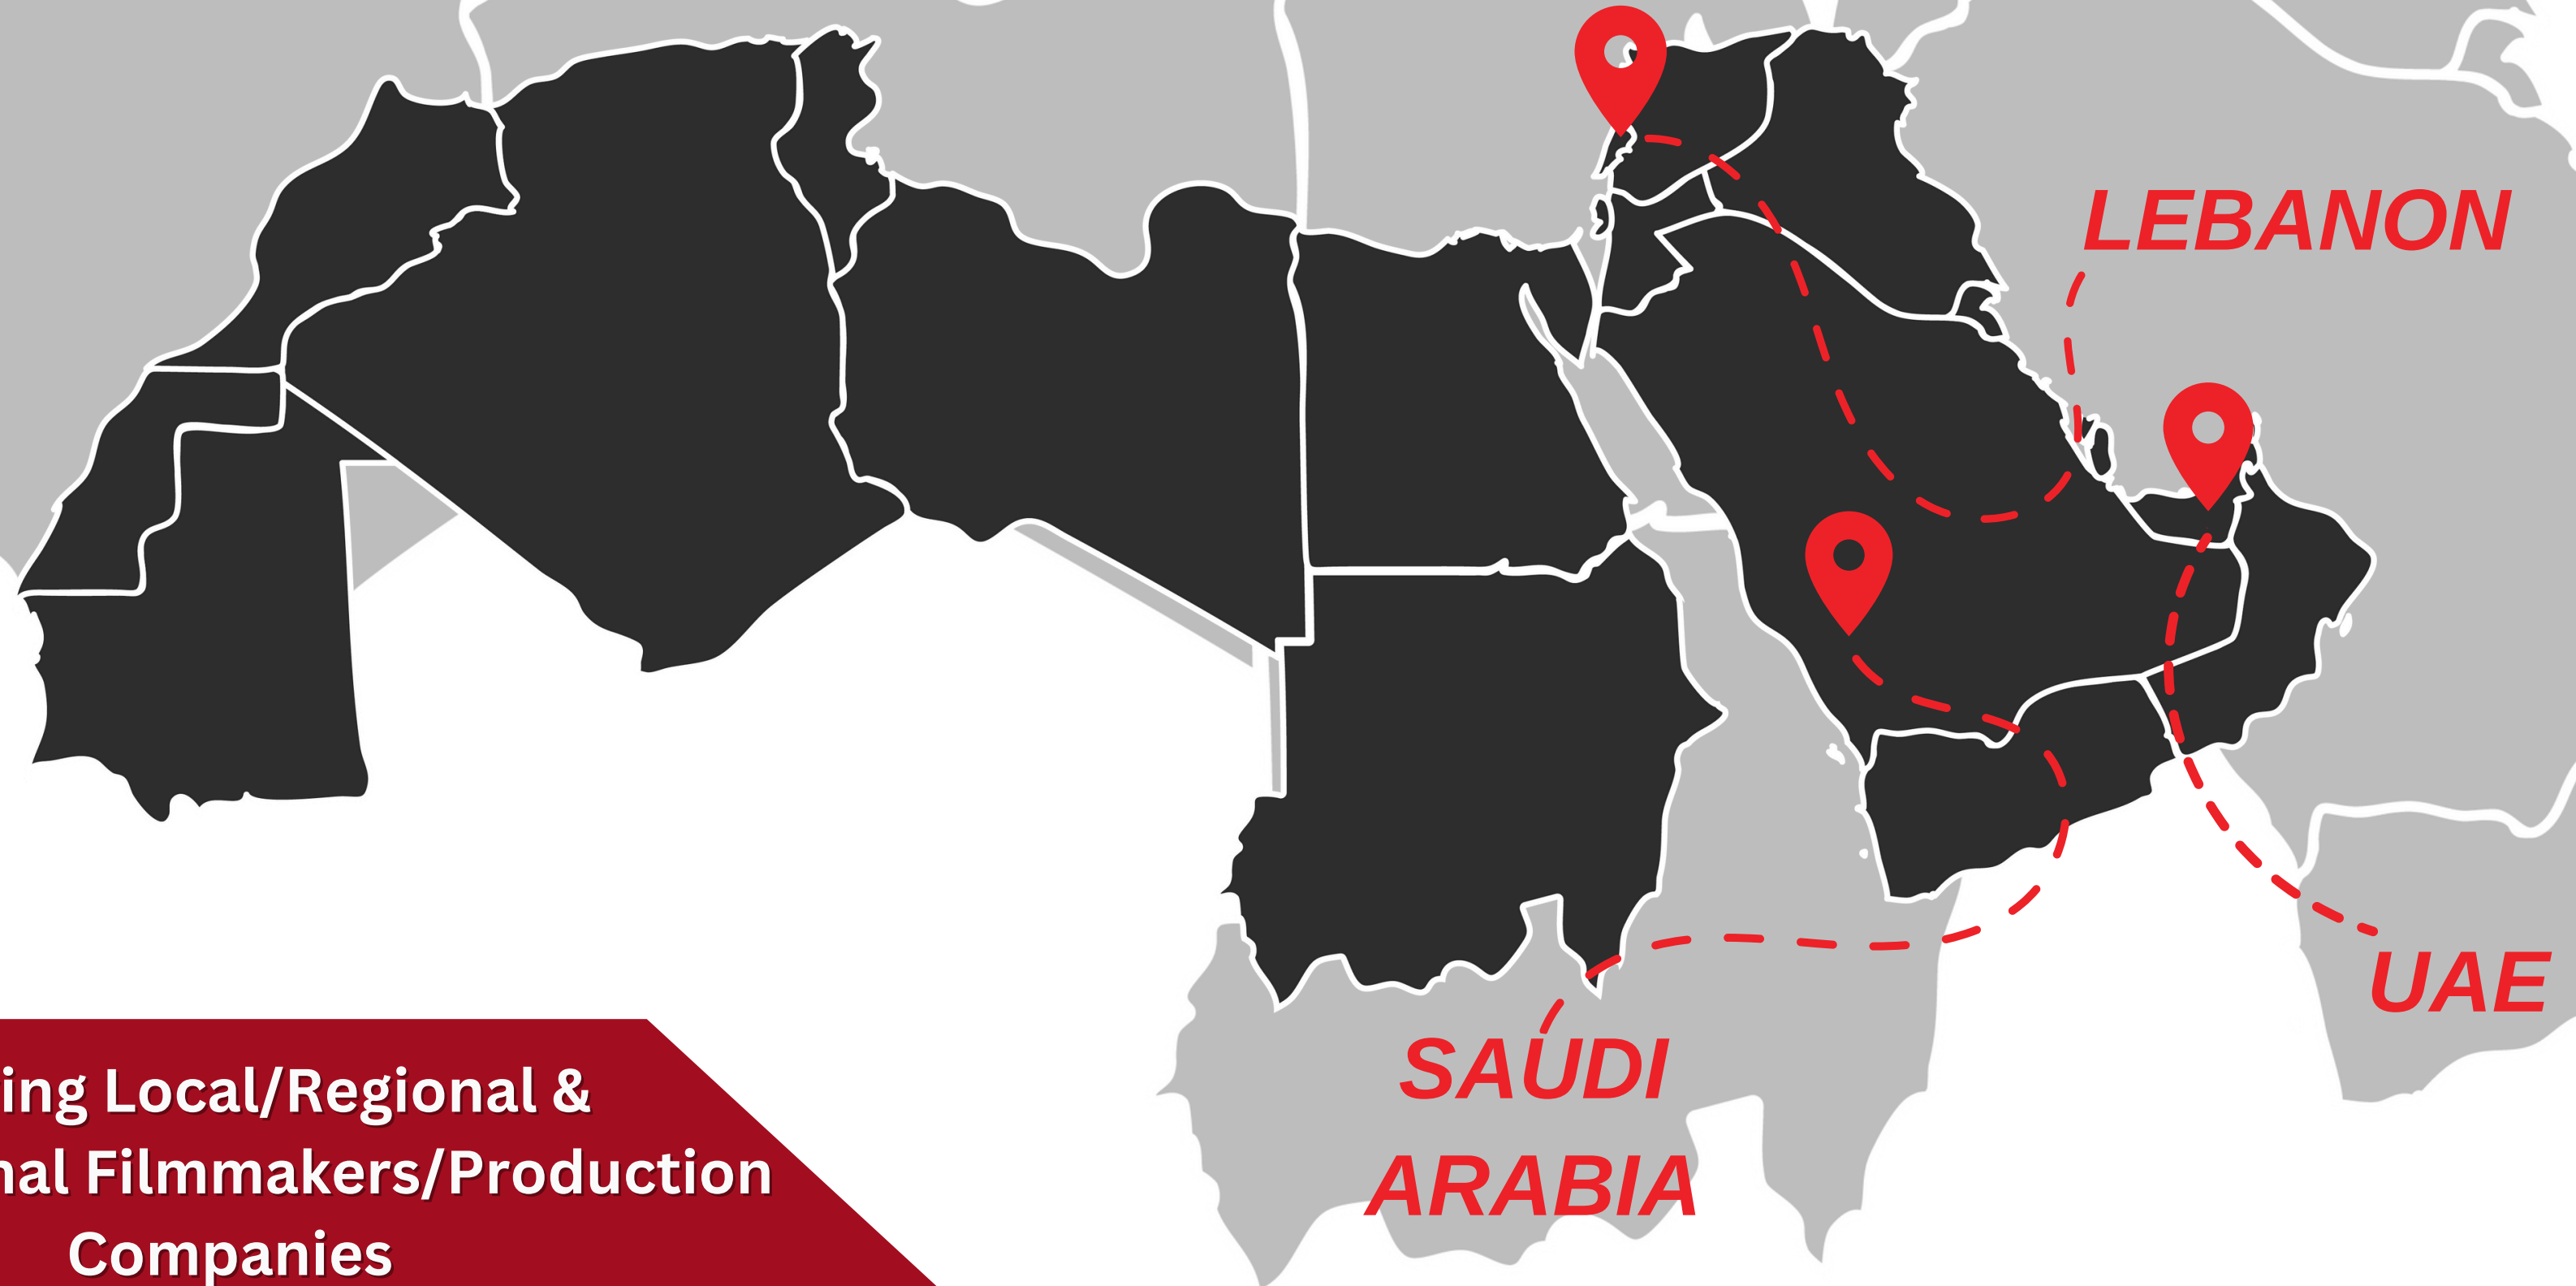 LEBANON
UAE
SAUDI
ARABIA
ing Local/Regional &
nal Filmmakers/Production
Companies